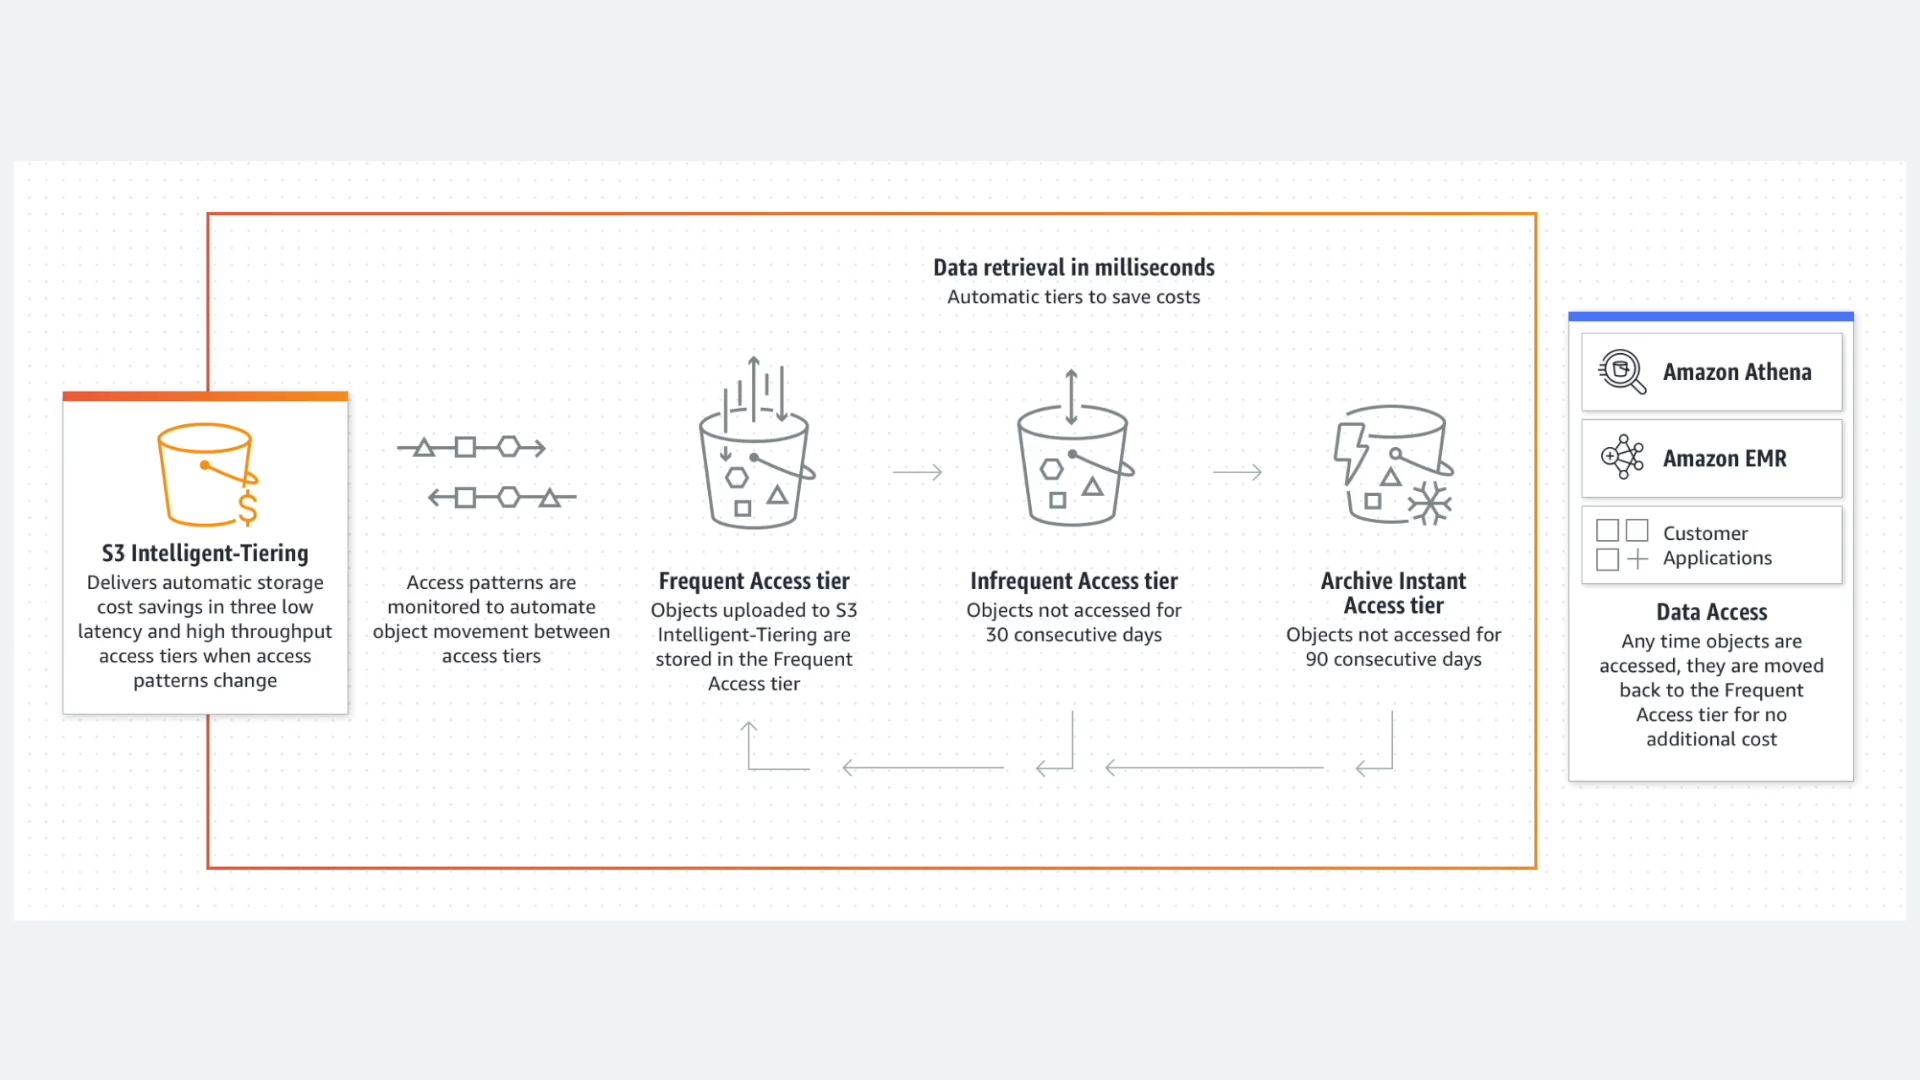 Data retrieval in milliseconds
Automatic tiers to save costs
S3 Intelligent-Tiering
Delivers automatic storage
cost savings in three low
latency and high throughput
access tiers when access
patterns change
Access patterns are
monitored to automate
object movement between
access tiers
Frequent Access tier
Objects uploaded to S3
Intelligent-Tiering are
stored in the Frequent
Access tier
Infrequent Access tier
Objects not accessed for
30 consecutive days
Archive Instant
Access tier
Objects not accessed for
90 consecutive days
Amazon Athena
Amazon EMR
Customer
Applications
Data Access
Any time objects are
accessed, they are moved
back to the Frequent
Access tier for no
additional cost